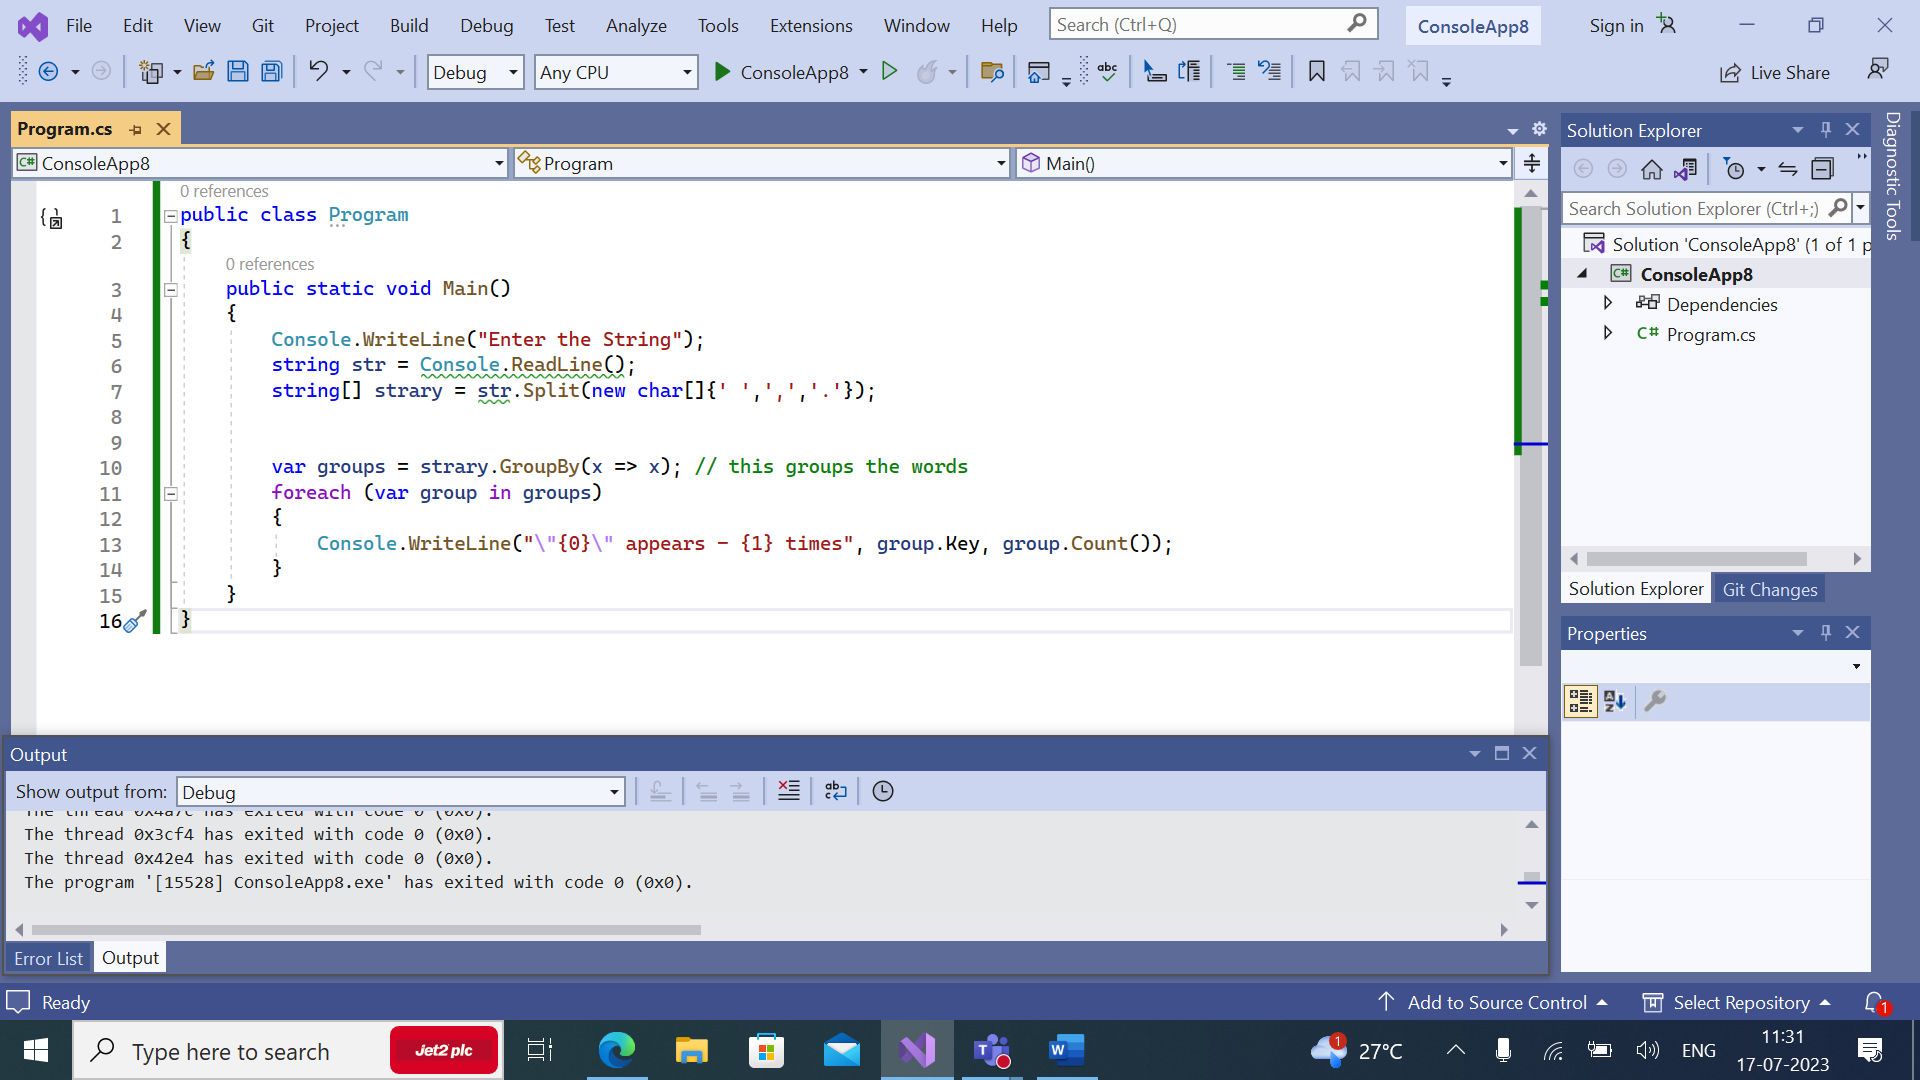 File Edit View Git Project Build Debug Test Analyze Tools Extensions Window Help Search (Ctrl+Q) ConsoleApp8 Sign in
Debug Any CPU ConsoleApp8 Live Share
Program.cs
ConsoleApp8 Program Main()
0 references
1 public class Program
2 {
0 references
3 public static void Main()
4 {
5 Console.WriteLine("Enter the String");
6 string str = Console.ReadLine();
7 string[] strary = str.Split(new char[]{' ',',','.'});
8
9
10 var groups = strary.GroupBy(x => x); // this groups the words
11 foreach (var group in groups)
12 {
13 Console.WriteLine("\"{0}\" appears - {1} times", group.Key, group.Count());
14 }
15 }
16 }
Solution Explorer
Search Solution Explorer (Ctrl+;)
Solution 'ConsoleApp8' (1 of 1 p
ConsoleApp8
Dependencies
C# Program.cs
Solution Explorer Git Changes
Properties
Diagnostic Tools
Output
Show output from: Debug
The thread 0x4a7c has exited with code 0 (0x0).
The thread 0x3cf4 has exited with code 0 (0x0).
The thread 0x42e4 has exited with code 0 (0x0).
The program '[15528] ConsoleApp8.exe' has exited with code 0 (0x0).
Error List Output
Ready Add to Source Control Select Repository 1
Type here to search Jet2 plc 1 27°C ENG 11:31
17-07-2023